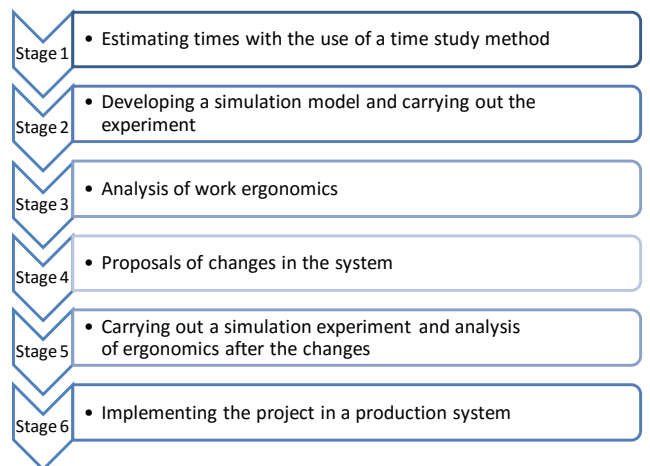 Stage 1
• Estimating times with the use of a time study method
Stage 2
• Developing a simulation model and carrying out the
experiment
Stage 3
• Analysis of work ergonomics
Stage 4
• Proposals of changes in the system
Stage 5
• Carrying out a simulation experiment and analysis
of ergonomics after the changes
Stage 6
• Implementing the project in a production system